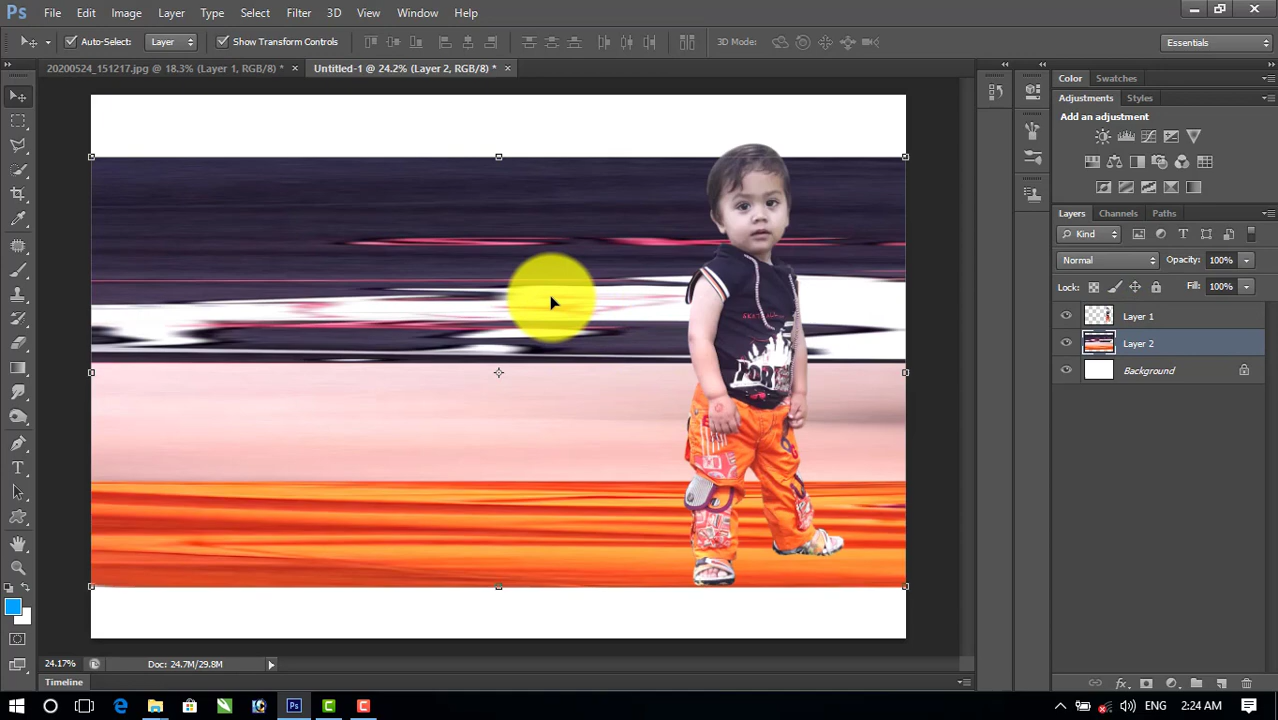 Ps File Edit Image Layer Type Select Filter 3D View Window Help
Auto-Select: Layer Show Transform Controls 3D Mode: Essentials
20200524_151217.jpg @ 18.3% (Layer 1, RGB/8) * × Untitled-1 @ 24.2% (Layer 2, RGB/8) * ×
Color Swatches
Adjustments Styles
Add an adjustment
Layers Channels Paths
Kind
Normal Opacity: 100%
Lock: Fill: 100%
Layer 1
Layer 2
Background
FOR
24.17% Doc: 24.7M/29.8M
Timeline
Ps ENG 2:24 AM